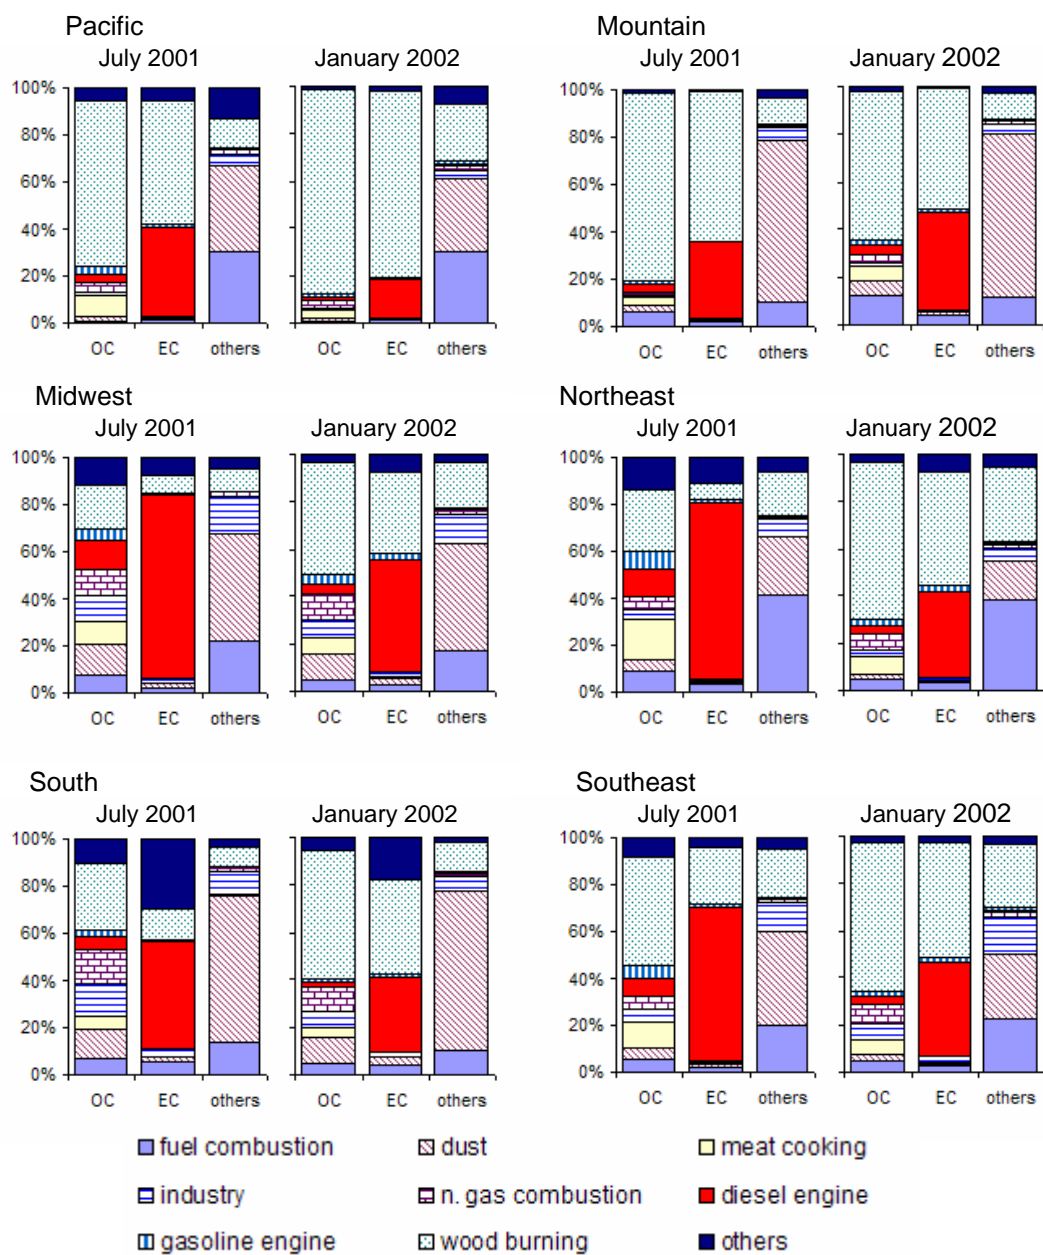 Pacific
Mountain
July 2001
January 2002
July 2001
January 2002
100%
80%
60%
40%
20%
0%
OC
EC
others
OC
EC
others
100%
80%
60%
40%
20%
0%
OC
EC
others
OC
EC
others
Midwest
Northeast
July 2001
January 2002
July 2001
January 2002
100%
80%
60%
40%
20%
0%
OC
EC
others
OC
EC
others
100%
80%
60%
40%
20%
0%
OC
EC
others
OC
EC
others
South
Southeast
July 2001
January 2002
July 2001
January 2002
100%
80%
60%
40%
20%
0%
OC
EC
others
OC
EC
others
100%
80%
60%
40%
20%
0%
OC
EC
others
OC
EC
others
fuel combustion
dust
meat cooking
industry
n. gas combustion
diesel engine
gasoline engine
wood burning
others